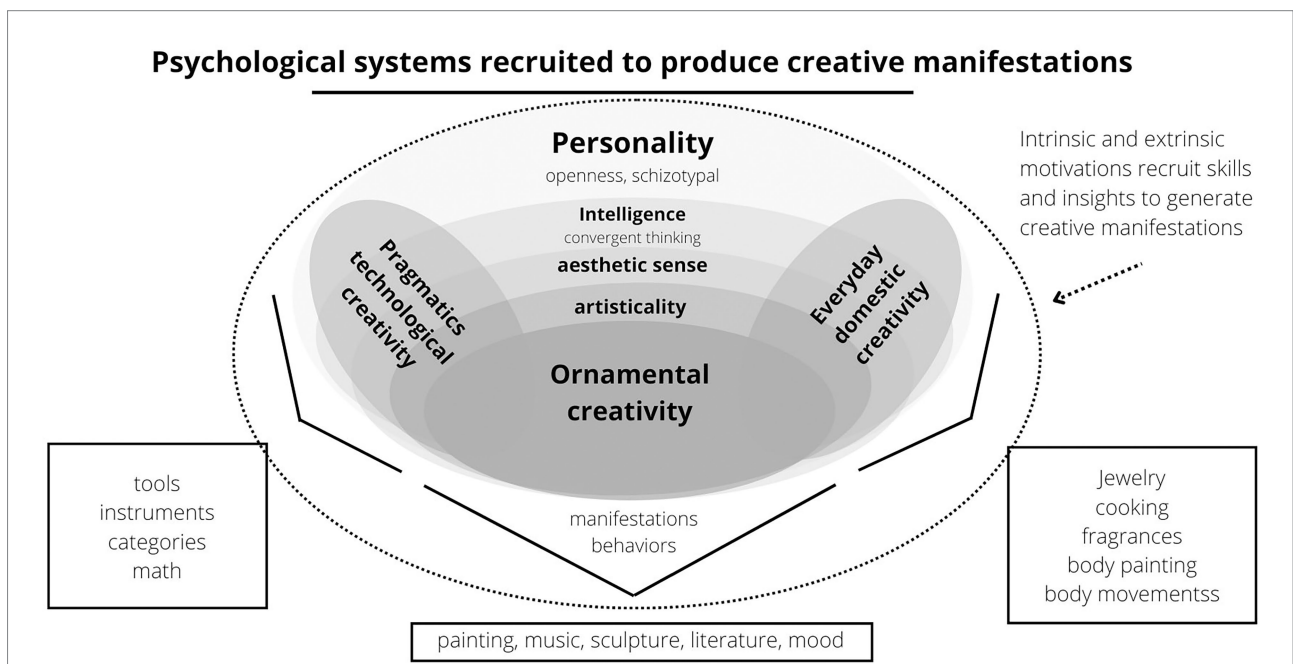 Psychological systems recruited to produce creative manifestations
Personality
openness, schizotypal
Intelligence
convergent thinking
aesthetic sense
artisticality
Ornamental
creativity
Pragmatics
technological
creativity
Everyday
domestic
creativity
Intrinsic and extrinsic
motivations recruit skills
and insights to generate
creative manifestations
manifestations
behaviors
tools
instruments
categories
math
Jewelry
cooking
fragrances
body painting
body movementss
painting, music, sculpture, literature, mood